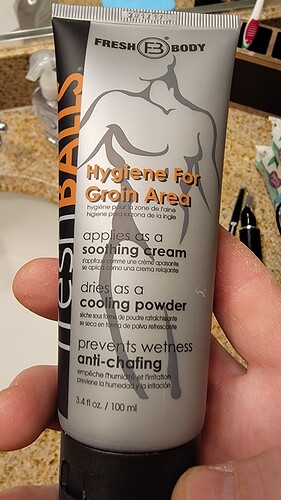 FRESH FB BODY
freshBALLS
Hygiene For
Groin Area
hygiène pour la zone de l'aine
higiene para la zona de la ingle
applies as a
soothing cream
s'applique comme une crème apaisante
se aplica como una crema relajante
dries as a
cooling powder
sèche sous forme de poudre rafraîchissante
se seca en forma de polvo refrescante
prevents wetness
anti-chafing
empêche l'humidité et l'irritation
previene la humedad y la irritación
3.4 fl oz. / 100 ml